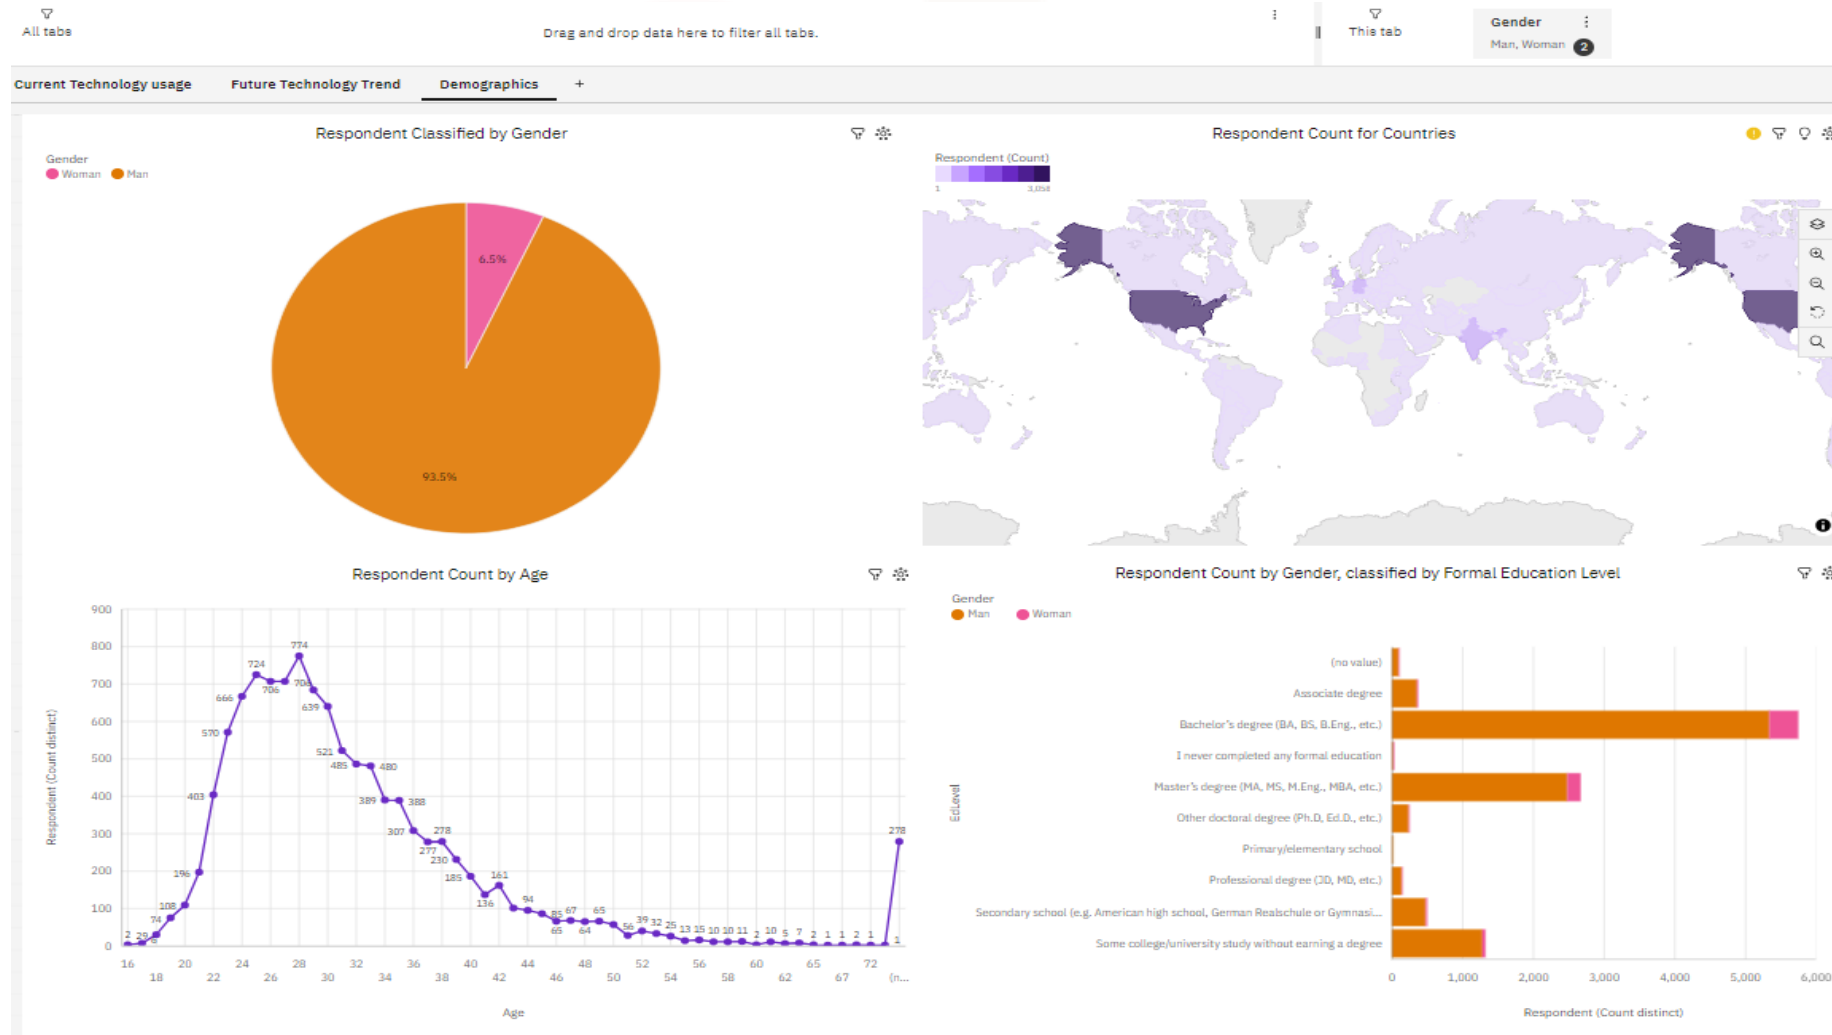 All tabs
Drag and drop data here to filter all tabs.
This tab
Gender
Man, Woman 2
Current Technology usage
Future Technology Trend
Demographics
+
Respondent Classified by Gender
Gender
Woman Man
6.5%
93.5%
Respondent Count for Countries
Respondent (Count)
1 3,058
Respondent Count by Age
Respondent (Count distinct)
900
800
700
600
500
400
300
200
100
0
2 29 74 108 196 403 570 666 724 706 774 706 639 521 485 480 389 388 307 277 278 230 185 136 161 94 85 65 67 64 65 56 39 32 25 13 15 10 10 11 2 10 5 7 2 1 1 2 1 1 278
16 20 24 28 32 36 40 44 48 52 56 60 65 72
18 22 26 30 34 38 42 46 50 54 58 62 67 (n...
Age
Respondent Count by Gender, classified by Formal Education Level
Gender
Man Woman
EdLevel
(no value)
Associate degree
Bachelor's degree (BA, BS, B.Eng., etc.)
I never completed any formal education
Master's degree (MA, MS, M.Eng., MBA, etc.)
Other doctoral degree (Ph.D, Ed.D., etc.)
Primary/elementary school
Professional degree (JD, MD, etc.)
Secondary school (e.g. American high school, German Realschule or Gymnasi...
Some college/university study without earning a degree
0 1,000 2,000 3,000 4,000 5,000 6,000
Respondent (Count distinct)